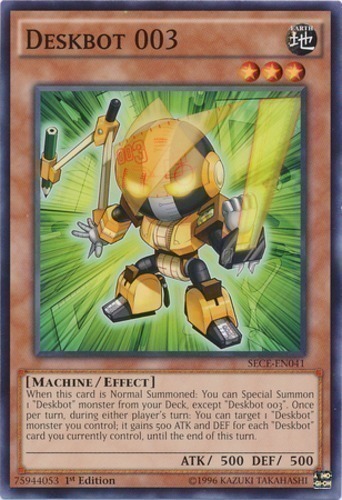 DESKBOT 003
EARTH
地
003
SECE-EN041
[MACHINE / EFFECT]
When this card is Normal Summoned: You can Special Summon
1 "Deskbot" monster from your Deck, except "Deskbot 003". Once
per turn, during either player's turn: You can target 1 "Deskbot"
monster you control; it gains 500 ATK and DEF for each "Deskbot"
card you currently control, until the end of this turn.
ATK/ 500 DEF/ 500
75944053 1st Edition ©1996 KAZUKI TAKAHASHI